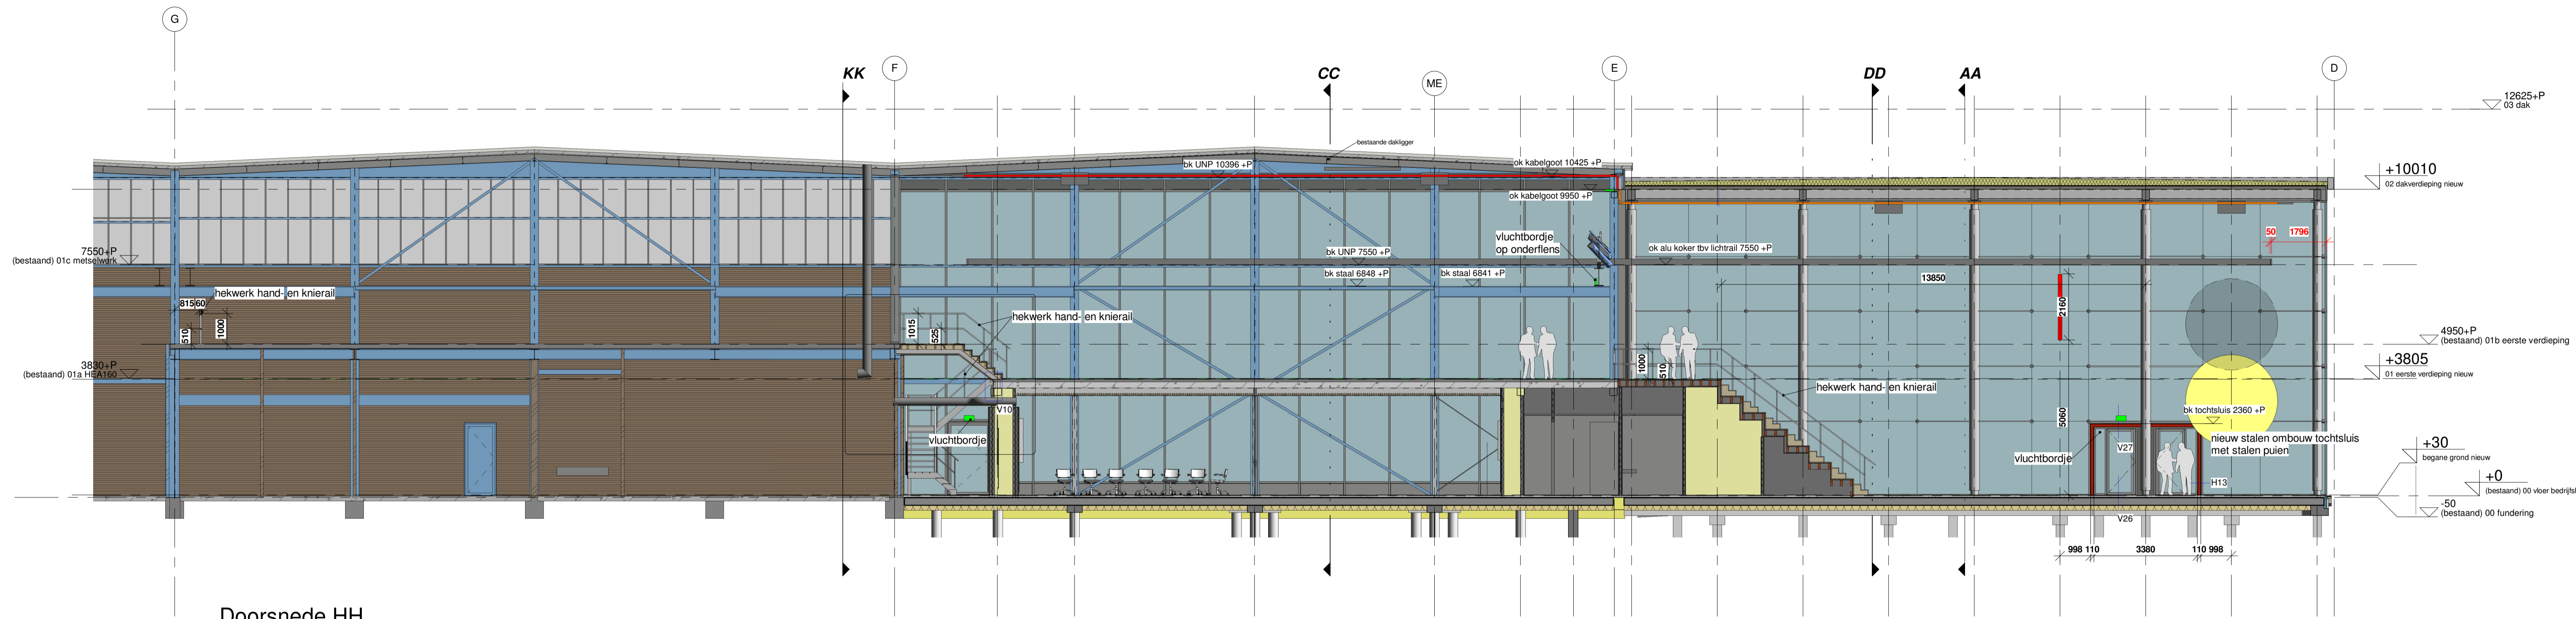 G
KK
F
CC
ME
E
DD
AA
D
12625+P
03 dak
bestaande dakligger
bk UNP 10396 +P
ok kabelgoot 10425 +P
+10010
02 dakverdieping nieuw
ok kabelgoot 9950 +P
vluchtbordje
op onderflens
50
1796
7550+P
(bestaand) 01c metselwerk
bk UNP 7550 +P
ok alu koker tbv lichtrail 7550 +P
bk staal 6848 +P
bk staal 6841 +P
13850
815
60
hekwerk hand- en knierail
510
1000
1015
525
hekwerk hand- en knierail
2160
4950+P
(bestaand) 01b eerste verdieping
3830+P
(bestaand) 01a HEA160
1000
510
+3805
01 eerste verdieping nieuw
hekwerk hand- en knierail
V10
vluchtbordje
5060
bk tochtsluis 2360 +P
nieuw stalen ombouw tochtsluis
met stalen puien
V27
vluchtbordje
H13
+30
begane grond nieuw
+0
(bestaand) 00 vloer bedrijfsl
-50
(bestaand) 00 fundering
V26
998
110
3380
110
998
Doorsnede HH